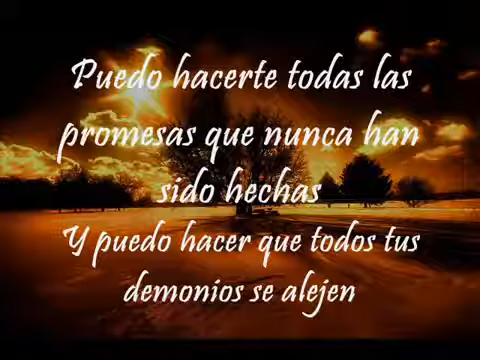 Puedo hacerte todas las
promesas que nunca han
sido hechas
Y puedo hacer que todos tus
demonios se alejen